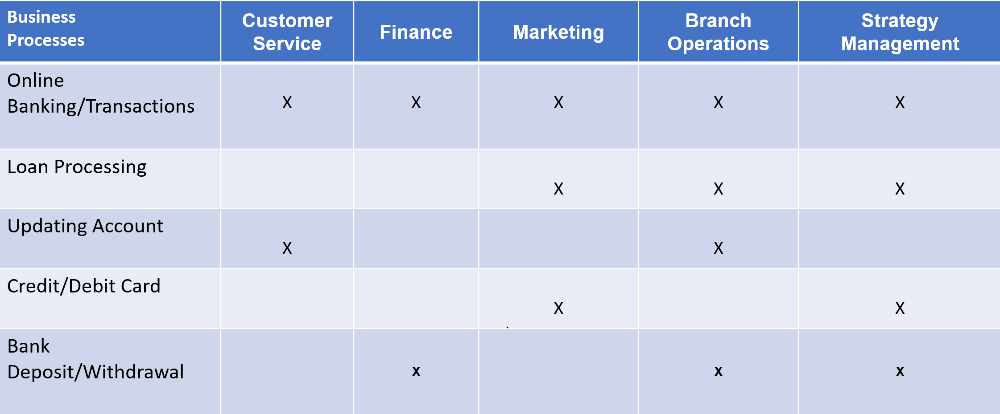 Business
Processes
Customer
Service
Finance
Marketing
Branch
Operations
Strategy
Management
Online
Banking/Transactions
X X X X X
Loan Processing
X X X
Updating Account
X X
Credit/Debit Card
X X
.
Bank
Deposit/Withdrawal
x x x